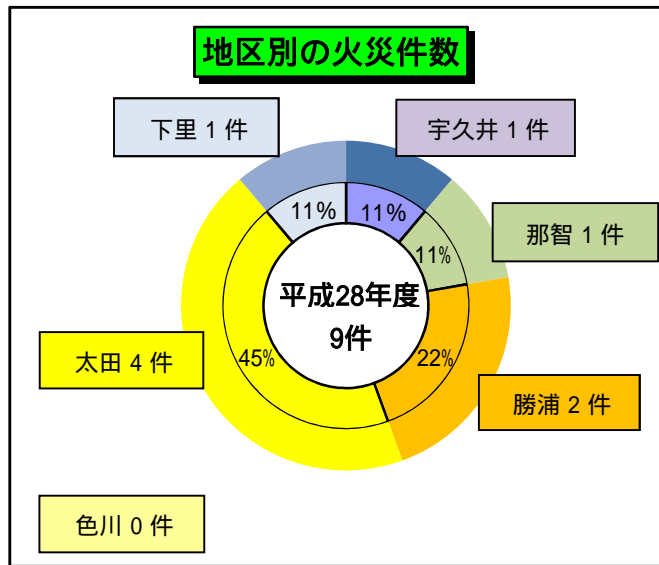 地区別の火災件数
下里 1 件
宇久井 1 件
11%
11%
那智 1 件
11%
平成28年度
9件
太田 4 件
45%
22%
勝浦 2 件
色川 0 件